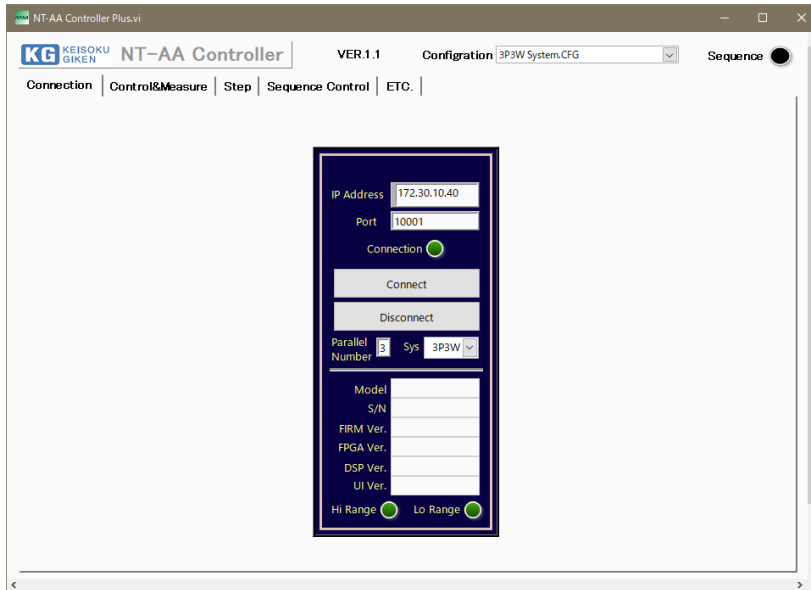 NT-AA Controller Plus.vi
KG KEISOKU GIKEN NT-AA Controller VER.1.1 Configration 3P3W System.CFG Sequence
Connection Control&Measure Step Sequence Control ETC.
IP Address 172.30.10.40
Port 10001
Connection
Connect
Disconnect
Parallel Number 3 Sys 3P3W
Model
S/N
FIRM Ver.
FPGA Ver.
DSP Ver.
UI Ver.
Hi Range Lo Range